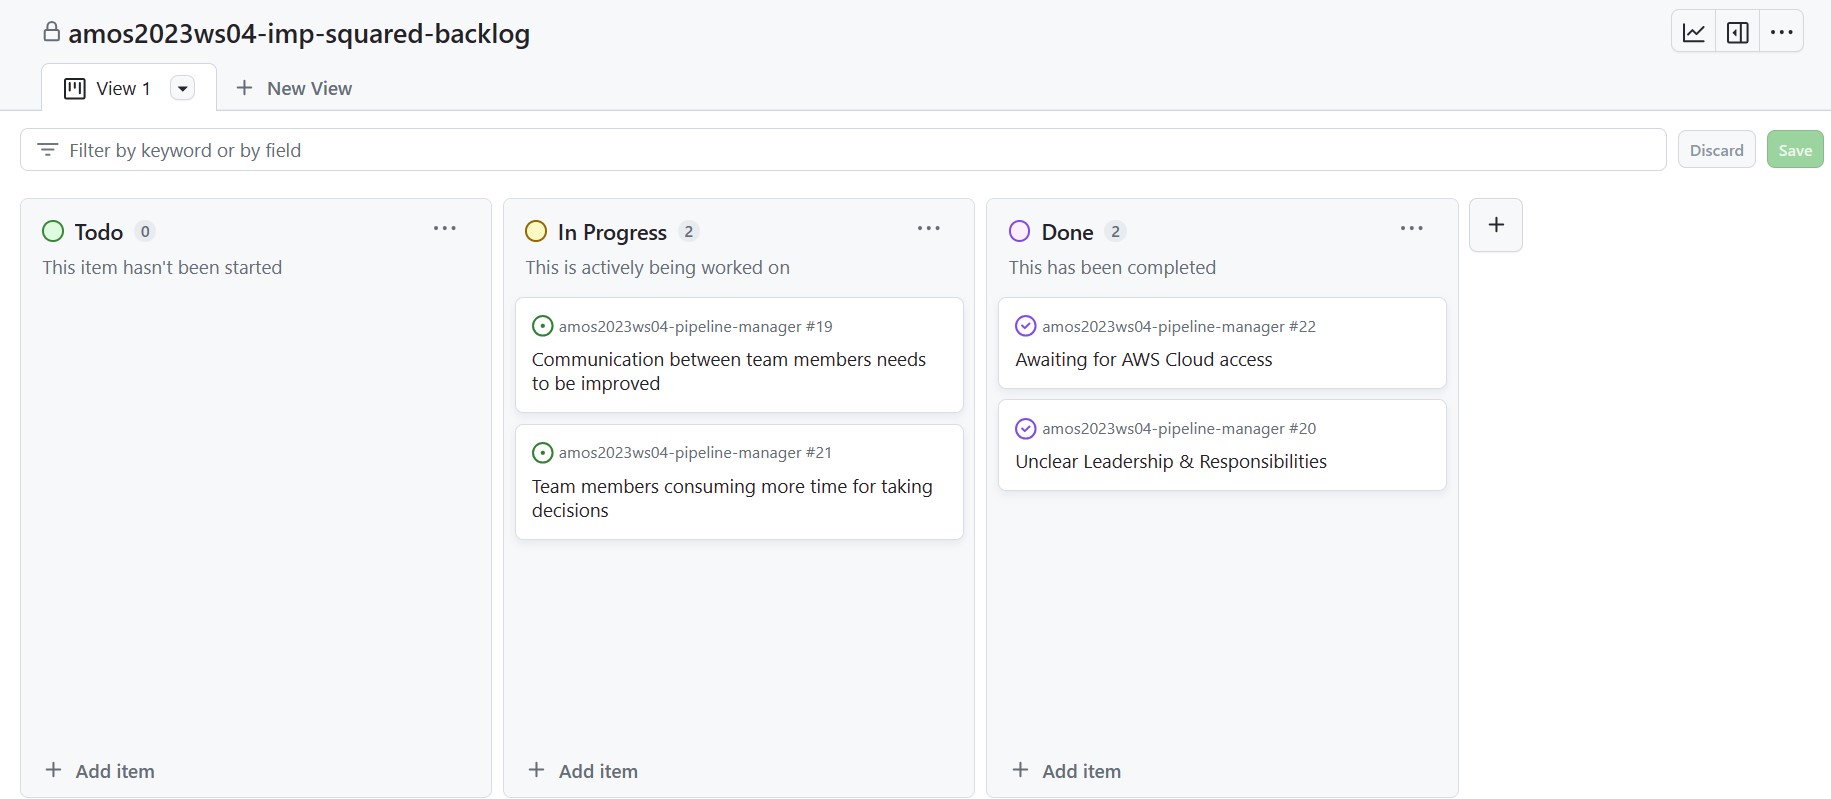 amos2023ws04-imp-squared-backlog
View 1
New View
Filter by keyword or by field
Discard
Save
Todo 0
This item hasn't been started
Add item
In Progress 2
This is actively being worked on
amos2023ws04-pipeline-manager #19
Communication between team members needs
to be improved
amos2023ws04-pipeline-manager #21
Team members consuming more time for taking
decisions
Add item
Done 2
This has been completed
amos2023ws04-pipeline-manager #22
Awaiting for AWS Cloud access
amos2023ws04-pipeline-manager #20
Unclear Leadership & Responsibilities
Add item